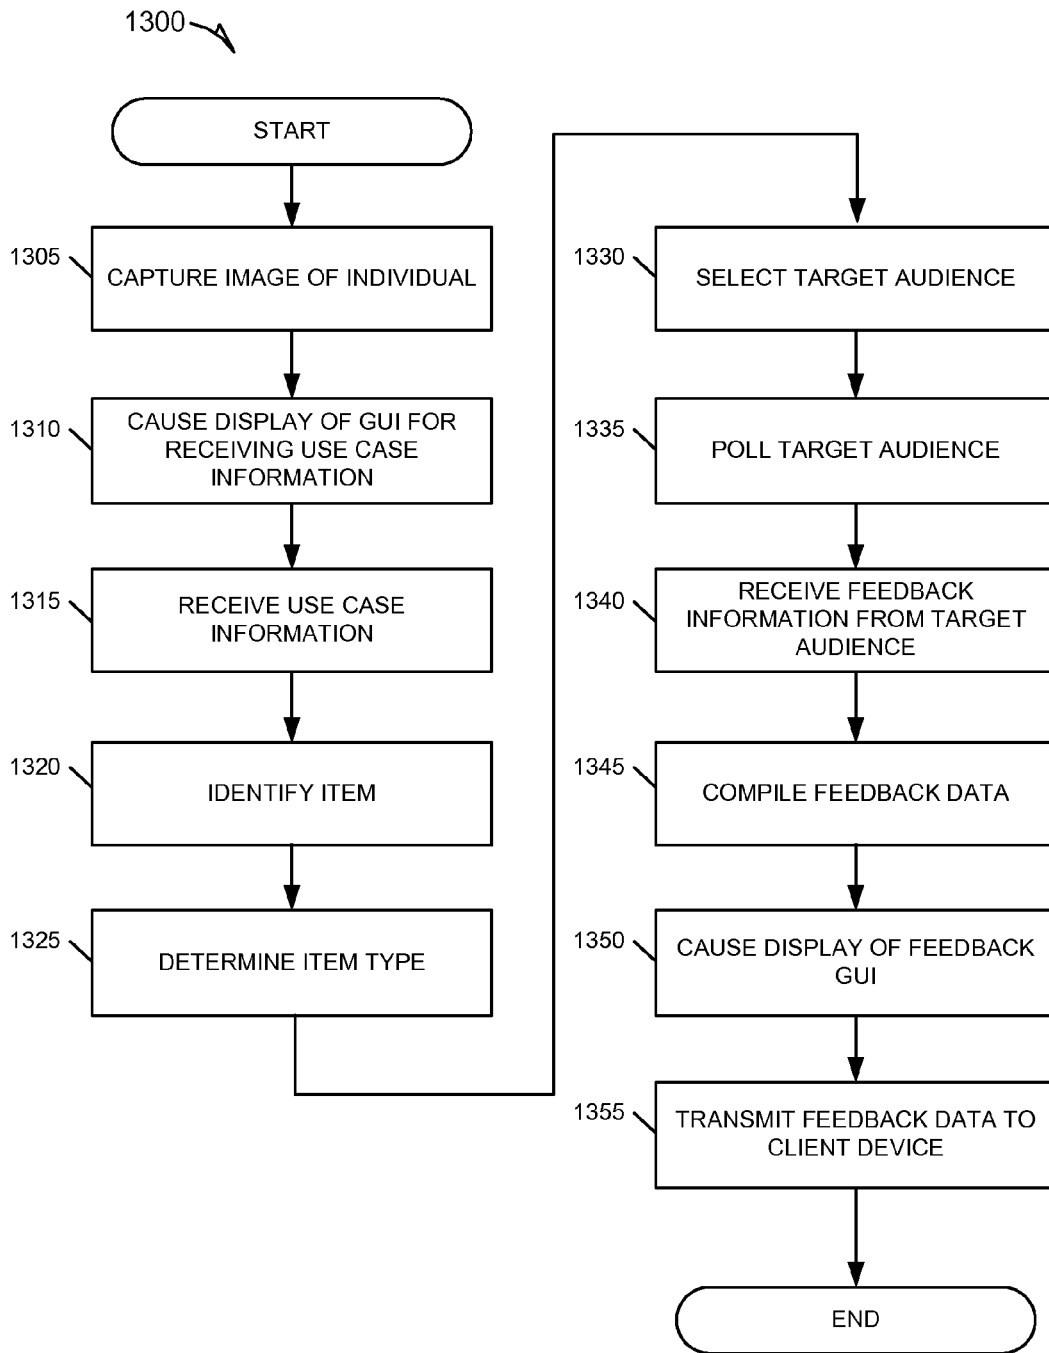 1300
START
1305
CAPTURE IMAGE OF INDIVIDUAL
1310
CAUSE DISPLAY OF GUI FOR
RECEIVING USE CASE
INFORMATION
1315
RECEIVE USE CASE
INFORMATION
1320
IDENTIFY ITEM
1325
DETERMINE ITEM TYPE
1330
SELECT TARGET AUDIENCE
1335
POLL TARGET AUDIENCE
1340
RECEIVE FEEDBACK
INFORMATION FROM TARGET
AUDIENCE
1345
COMPILE FEEDBACK DATA
1350
CAUSE DISPLAY OF FEEDBACK
GUI
1355
TRANSMIT FEEDBACK DATA TO
CLIENT DEVICE
END